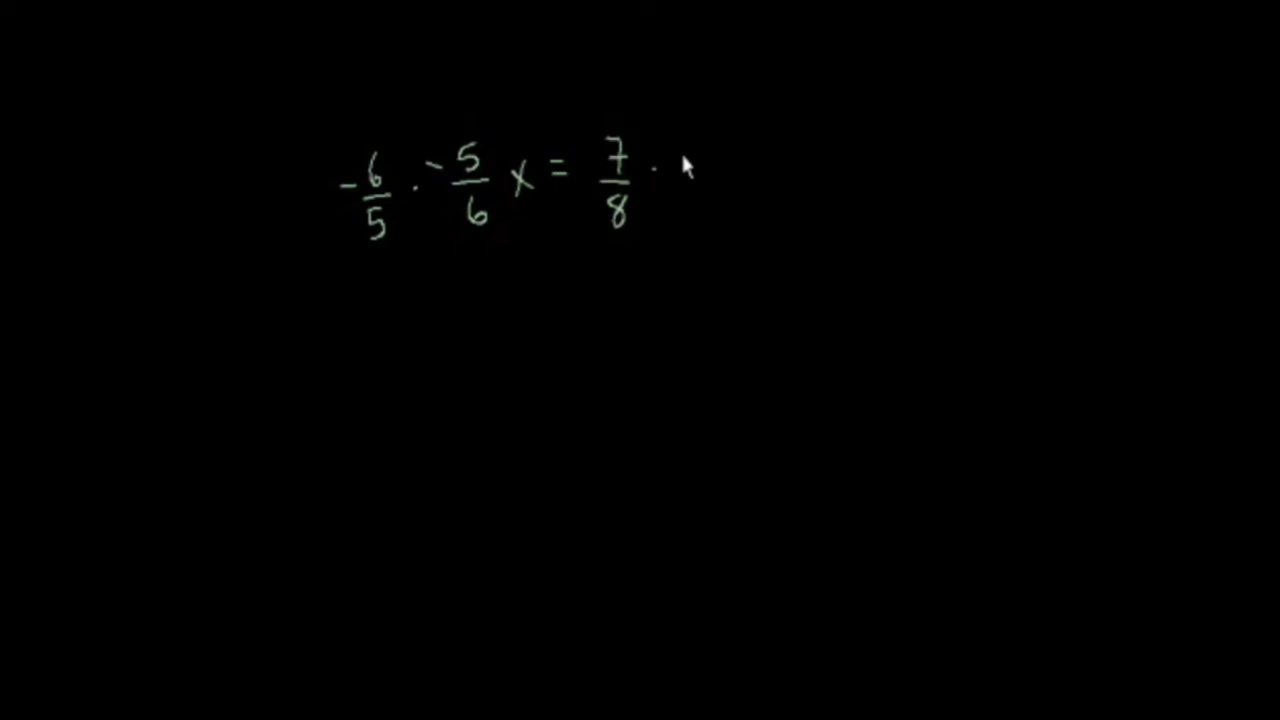 -6/5 · -5/6 x = 7/8 ·